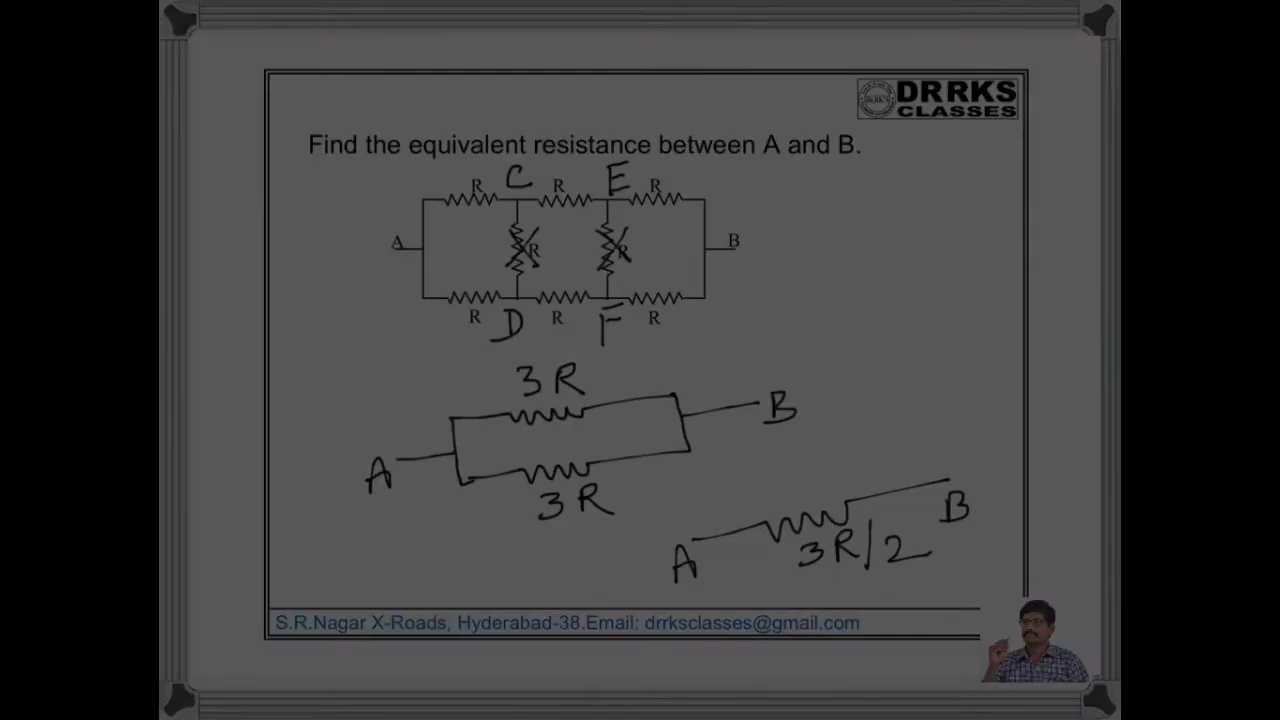 DRRKS
CLASSES
Find the equivalent resistance between A and B.
C E
R R R
A R R B
R D R F R
3R
A B
3R
A 3R/2 B
S.R.Nagar X-Roads, Hyderabad-38.Email: drrksclasses@gmail.com